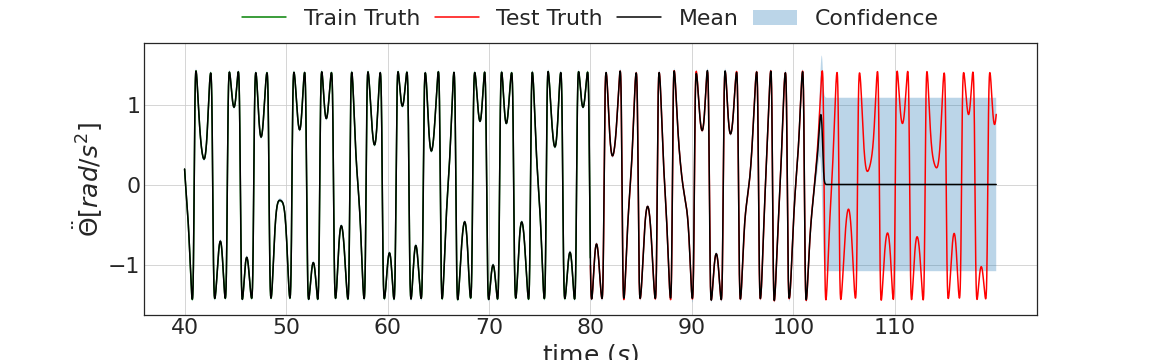 Train Truth Test Truth Mean Confidence
Θ̈[rad/s²]
1
0
−1
40 50 60 70 80 90 100 110
time (s)